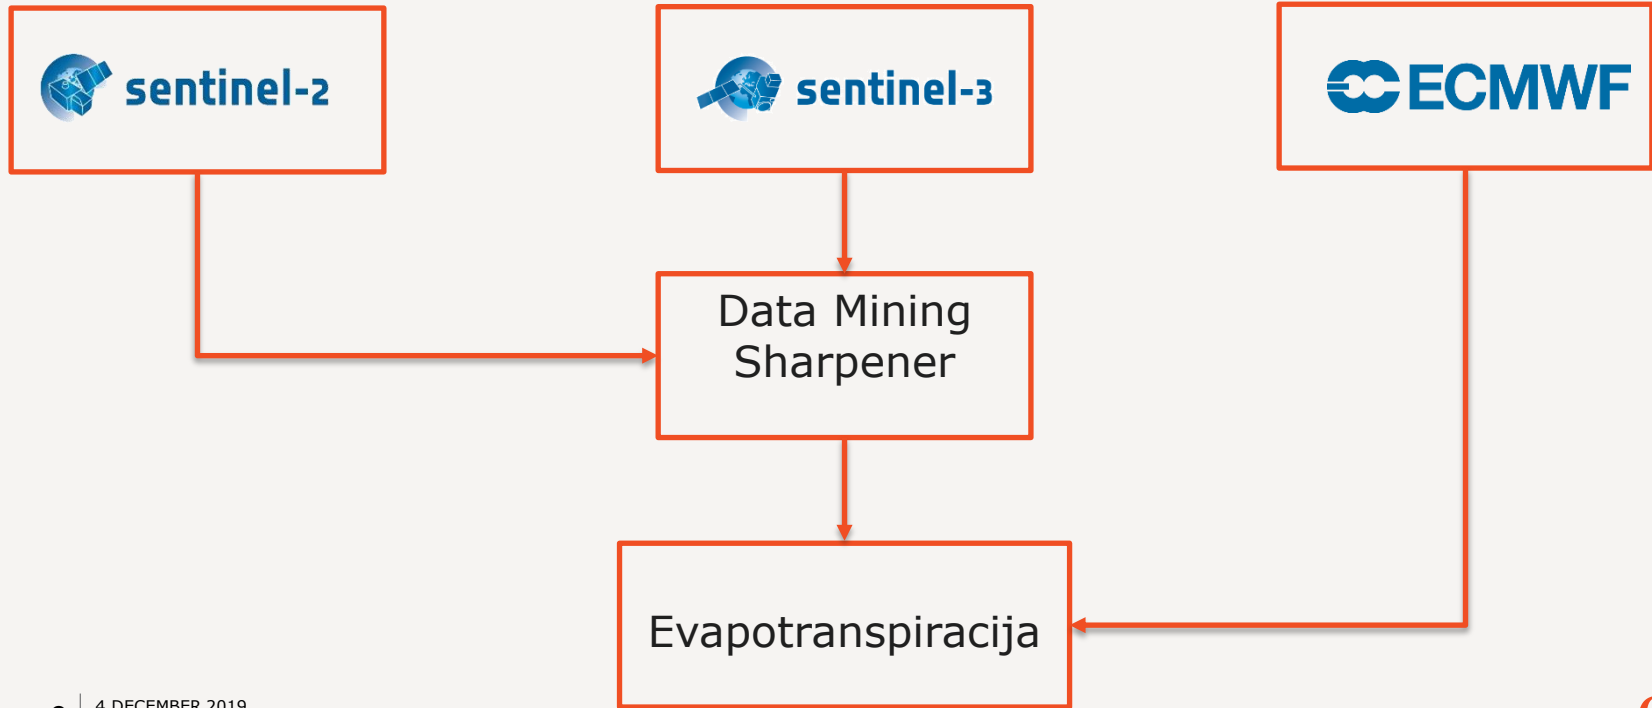 sentinel-2
sentinel-3
ECMWF
Data Mining
Sharpener
Evapotranspiracija
4 DECEMBER 2019